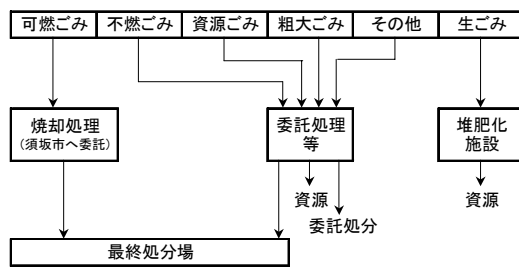 可燃ごみ 不燃ごみ 資源ごみ 粗大ごみ その他 生ごみ
焼却処理
(須坂市へ委託)
委託処理
等
堆肥化
施設
資源
委託処分
資源
最終処分場